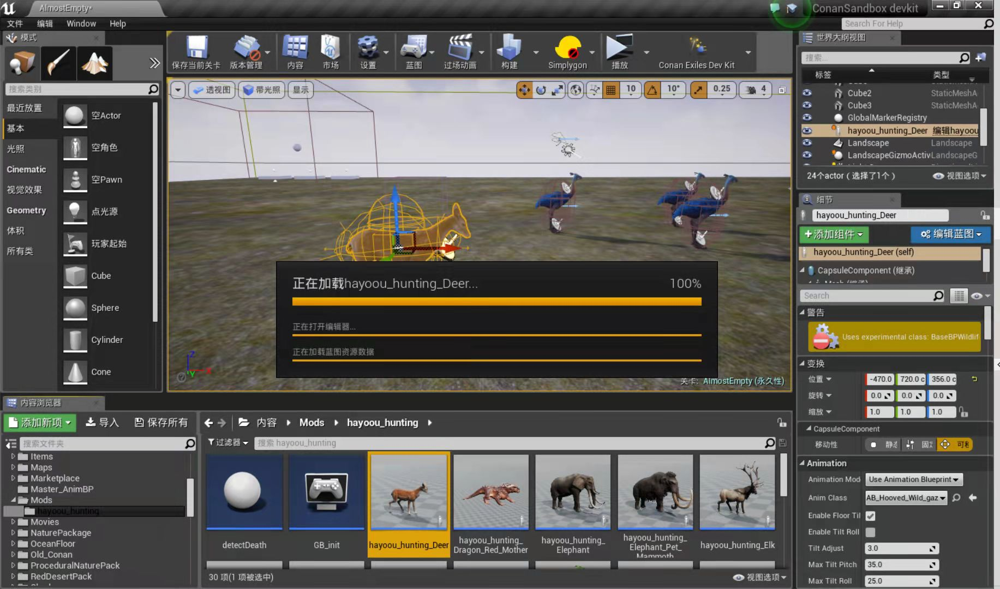 AlmostEmpty*
ConanSandbox devkit
文件 编辑 Window Help
Search For Help
模式
保存当前关卡 版本管理 内容 市场 设置 蓝图 过场动画 构建 Simplygon 播放 Conan Exiles Dev Kit
搜索类别
最近放置
基本
光照
Cinematic
视觉效果
Geometry
体积
所有类
空Actor
空角色
空Pawn
点光源
玩家起始
Cube
Sphere
Cylinder
Cone
透视图 带光照 显示
10 10° 0.25 4
正在加载hayoou_hunting_Deer... 100%
正在打开编辑器...
正在加载蓝图资源数据
Z
X
Y
关卡: AlmostEmpty (永久性)
世界大纲视图
搜索...
标签 类型
Cube2 StaticMeshA
Cube3 StaticMeshA
GlobalMarkerRegistry
hayoou_hunting_Deer 编辑hayoou
Landscape Landscape
LandscapeGizmoActiv LandscapeG
24个actor ( 选择了1个 ) 视图选项
细节
hayoou_hunting_Deer
+添加组件 编辑蓝图
hayoou_hunting_Deer (self)
CapsuleComponent (继承)
Search
警告
Uses experimental class: BaseBPWildlif
变换
位置 -470.0 720.0 c 356.0 c
旋转 0.0 0.0 0.0
缩放 1.0 1.0 1.0
CapsuleComponent
移动性 静态 固定 可移
Animation
Animation Mod Use Animation Blueprint
Anim Class AB_Hooved_Wild_gaz
Enable Floor Til
Enable Tilt Roll
Tilt Adjust 3.0
Max Tilt Pitch 35.0
Max Tilt Roll 25.0
内容浏览器
添加新项 导入 保存所有
内容 Mods hayoou_hunting
搜索文件夹
过滤器 搜索 hayoou_hunting
Items
Maps
Marketplace
Master_AnimBP
Mods
hayoou_hunting
Movies
NaturePackage
OceanFloor
Old_Conan
ProceduralNaturePack
RedDesertPack
detectDeath
GB_init
hayoou_hunting_Deer
hayoou_hunting_
Dragon_Red_Mother
hayoou_hunting_
Elephant
hayoou_hunting_
Elephant_Pet_
Mammoth
hayoou_hunting_Elk
30 项(1 项被选中)
视图选项